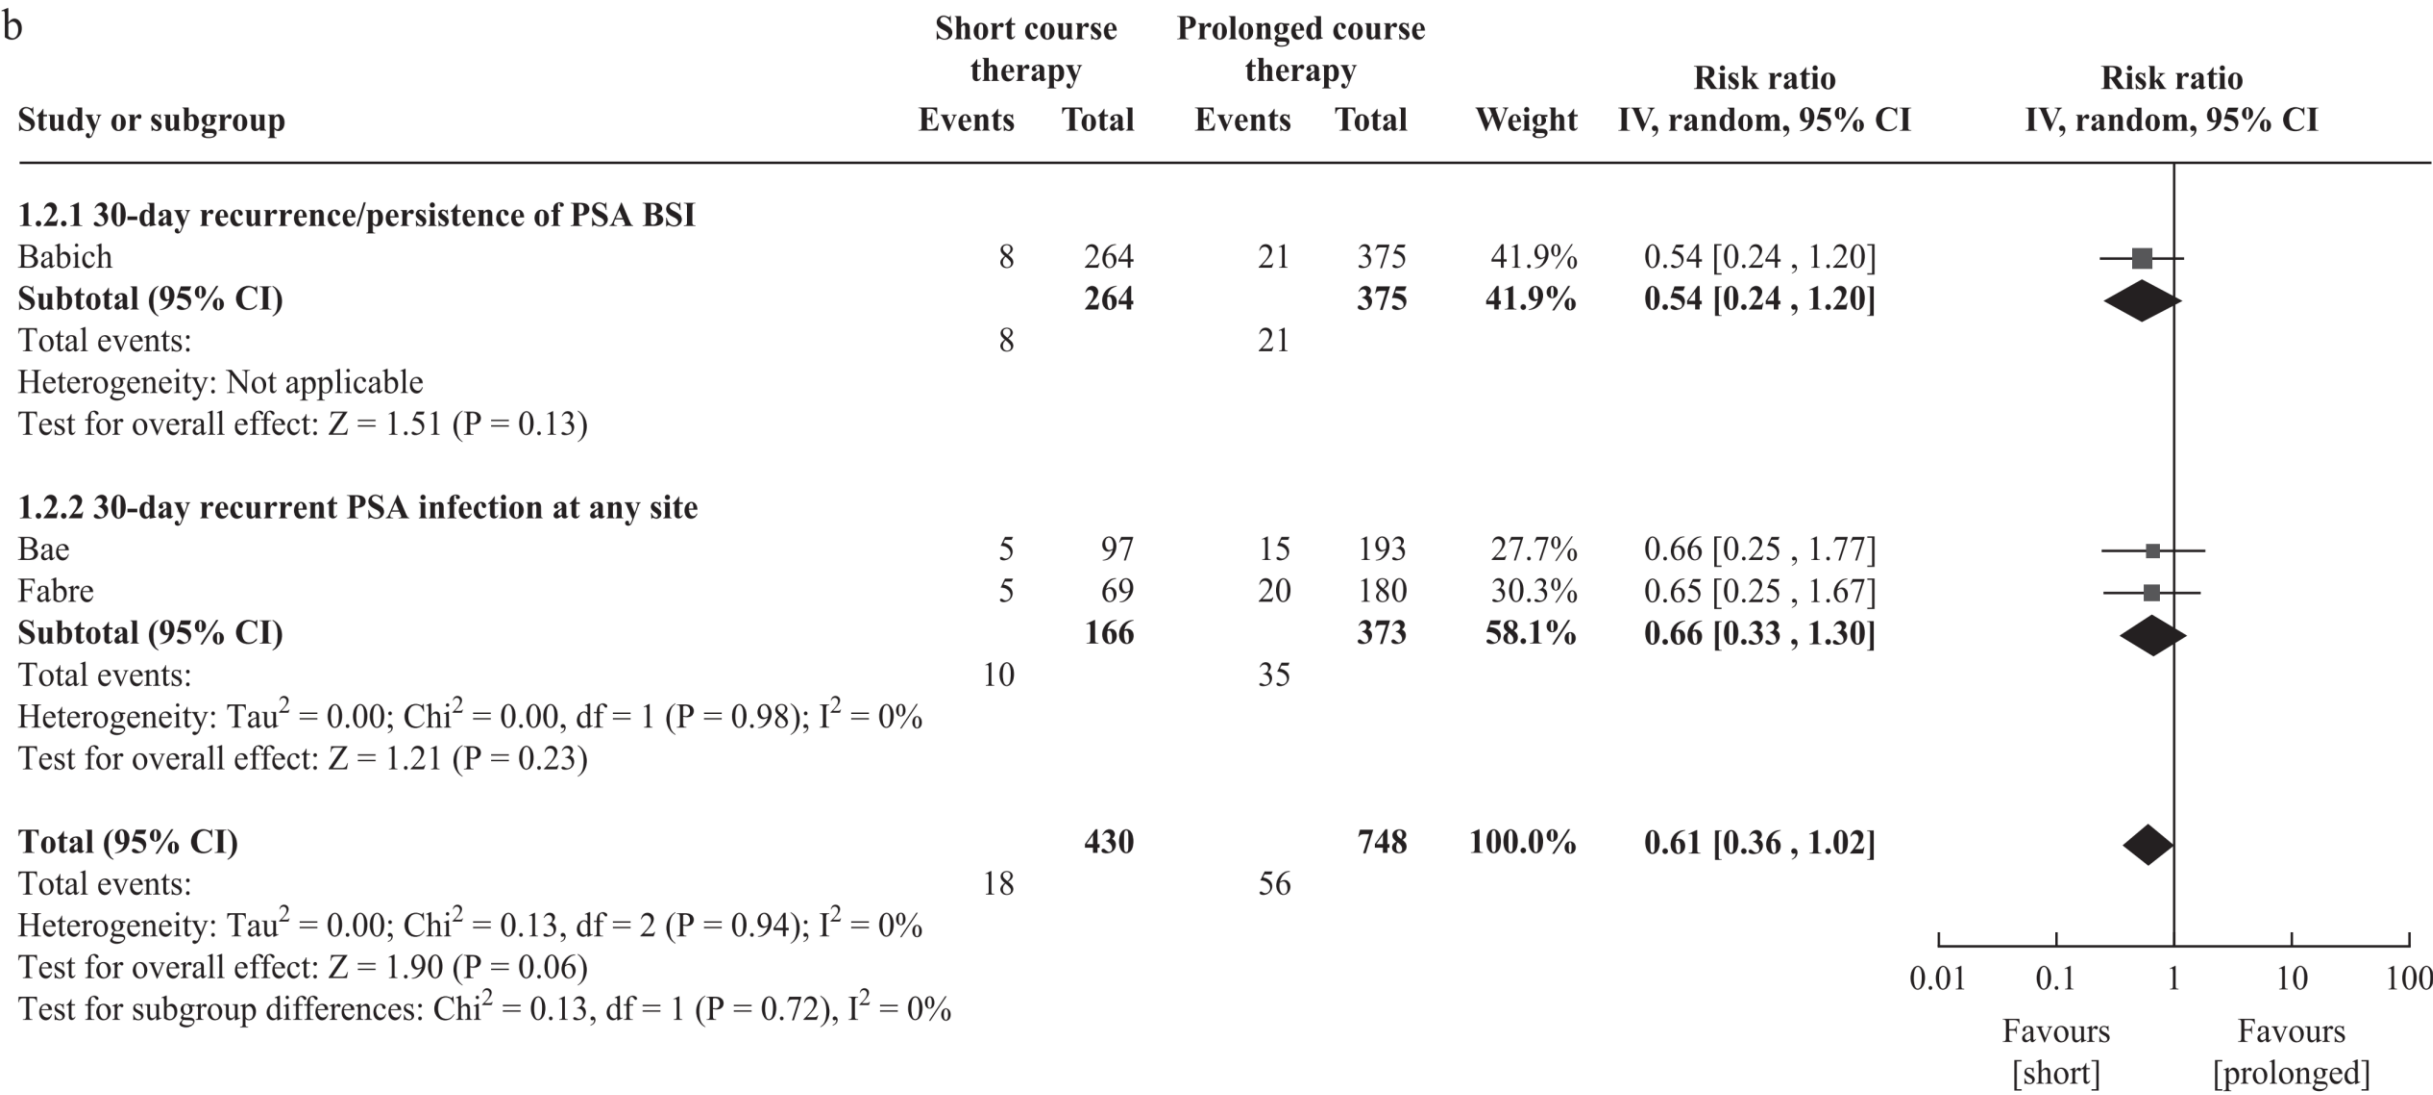 b
Short course therapy Prolonged course therapy Risk ratio Risk ratio
Study or subgroup Events Total Events Total Weight IV, random, 95% CI IV, random, 95% CI
1.2.1 30-day recurrence/persistence of PSA BSI
Babich 8 264 21 375 41.9% 0.54 [0.24 , 1.20]
Subtotal (95% CI) 264 375 41.9% 0.54 [0.24 , 1.20]
Total events: 8 21
Heterogeneity: Not applicable
Test for overall effect: Z = 1.51 (P = 0.13)
1.2.2 30-day recurrent PSA infection at any site
Bae 5 97 15 193 27.7% 0.66 [0.25 , 1.77]
Fabre 5 69 20 180 30.3% 0.65 [0.25 , 1.67]
Subtotal (95% CI) 166 373 58.1% 0.66 [0.33 , 1.30]
Total events: 10 35
Heterogeneity: Tau² = 0.00; Chi² = 0.00, df = 1 (P = 0.98); I² = 0%
Test for overall effect: Z = 1.21 (P = 0.23)
Total (95% CI) 430 748 100.0% 0.61 [0.36 , 1.02]
Total events: 18 56
Heterogeneity: Tau² = 0.00; Chi² = 0.13, df = 2 (P = 0.94); I² = 0%
Test for overall effect: Z = 1.90 (P = 0.06)
Test for subgroup differences: Chi² = 0.13, df = 1 (P = 0.72), I² = 0%
0.01 0.1 1 10 100
Favours [short] Favours [prolonged]